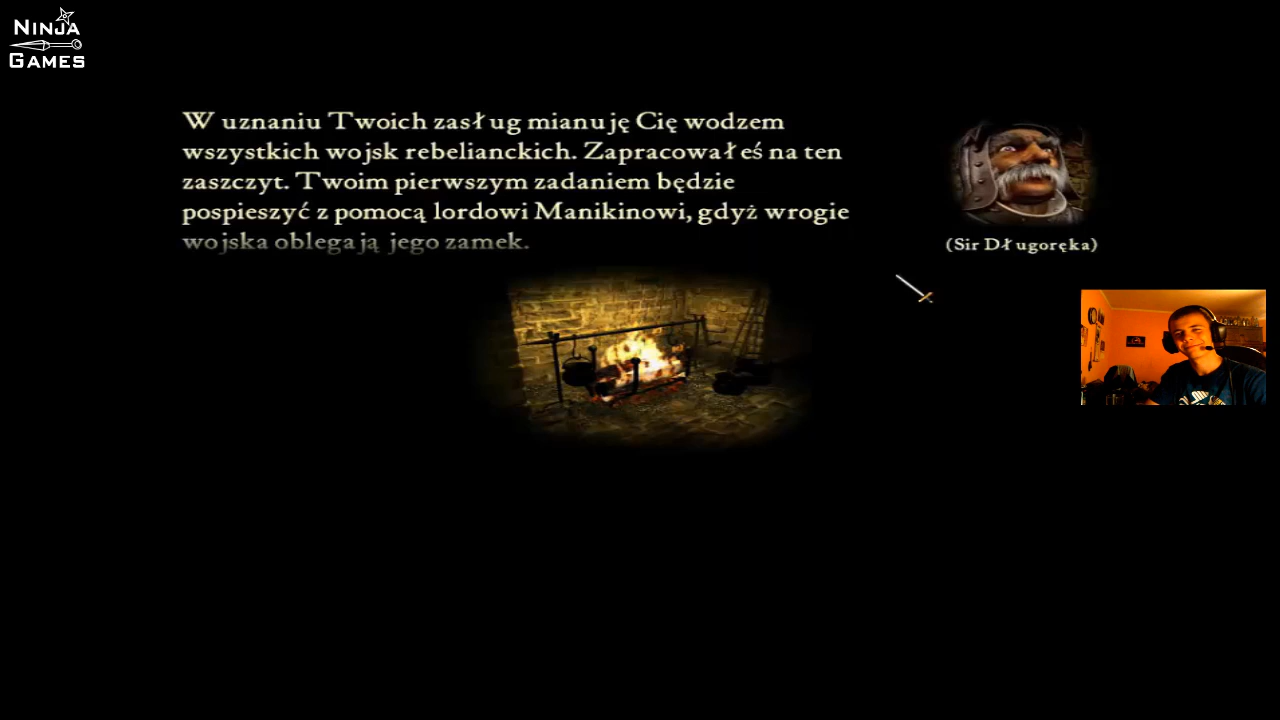 NINJA
GAMES
W uznaniu Twoich zasług mianuję Cię wodzem
wszystkich wojsk rebelianckich. Zapracowałeś na ten
zaszczyt. Twoim pierwszym zadaniem będzie
pospieszyć z pomocą lordowi Manikinowi, gdyż wrogie
wojska oblegają jego zamek.
(Sir Długoręka)